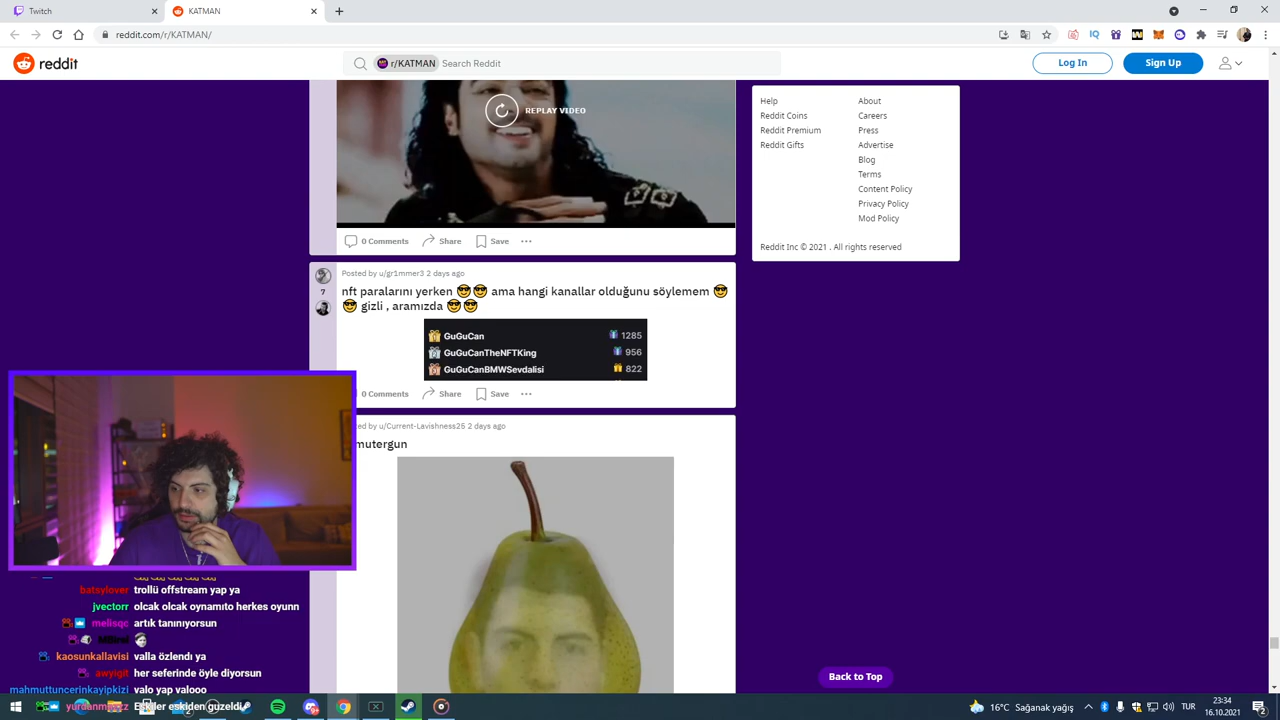 Twitch
KATMAN
reddit.com/r/KATMAN/
reddit
r/KATMAN
Search Reddit
Log In
Sign Up
REPLAY VIDEO
0 Comments
Share
Save
Posted by u/gr1mmer3 2 days ago
7
nft paralarını yerken 😎😎 ama hangi kanallar olduğunu söylemem 😎
😎 gizli , aramızda 😎😎
GuGuCan 1285
GuGuCanTheNFTKing 956
GuGuCanBMWSevdalisi 822
0 Comments
Share
Save
ed by u/Current-Lavishness25 2 days ago
mutergun
Help
Reddit Coins
Reddit Premium
Reddit Gifts
About
Careers
Press
Advertise
Blog
Terms
Content Policy
Privacy Policy
Mod Policy
Reddit Inc © 2021 . All rights reserved
Back to Top
batsylover trollü offstream yap ya
jvectorr olcak olcak oynamıto herkes oyunn
melisqe artık tanınıyorsun
kaosunkallavisi valla özlendı ya
awyigit her seferinde öyle diyorsun
mahmuttuncerinkayipkizi valo yap valooo
Eskiler eskiden güzeldi
16°C Sağanak yağış
TUR
23:34
16.10.2021